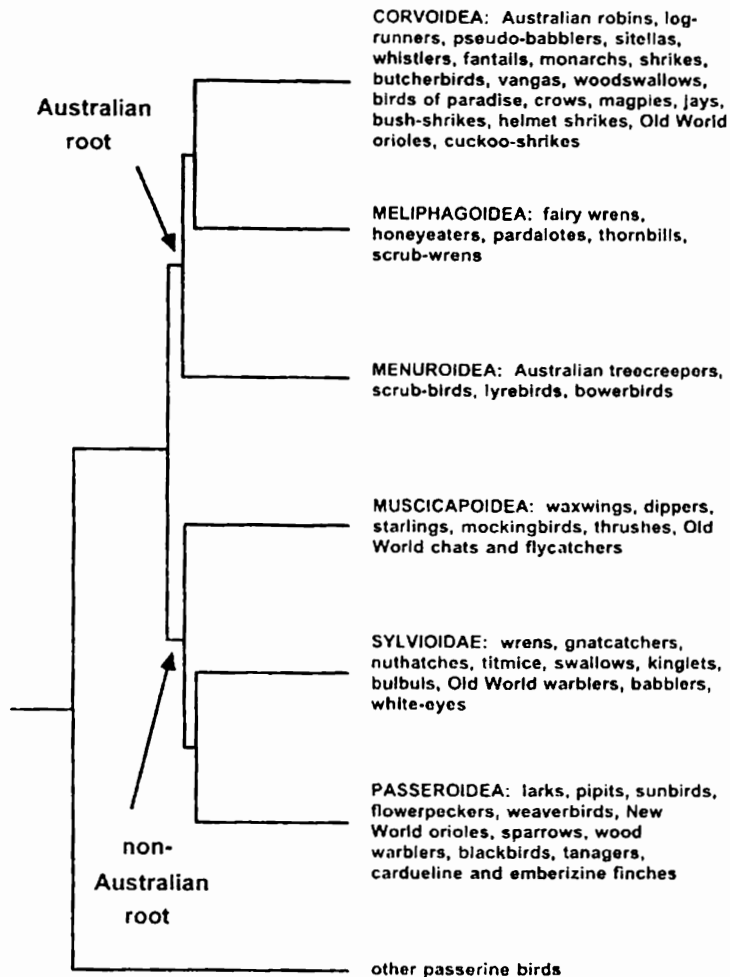 CORVOIDEA: Australian robins, log-
runners, pseudo-babblers, sitellas,
whistlers, fantails, monarchs, shrikes,
butcherbirds, vangas, woodswallows,
birds of paradise, crows, magpies, jays,
bush-shrikes, helmet shrikes, Old World
orioles, cuckoo-shrikes
Australian
root
MELIPHAGOIDEA: fairy wrens,
honeyeaters, pardalotes, thornbills,
scrub-wrens
MENUROIDEA: Australian treecreepers,
scrub-birds, lyrebirds, bowerbirds
MUSCICAPOIDEA: waxwings, dippers,
starlings, mockingbirds, thrushes, Old
World chats and flycatchers
SYLVIOIDAE: wrens, gnatcatchers,
nuthatches, titmice, swallows, kinglets,
bulbuls, Old World warblers, babblers,
white-eyes
PASSEROIDEA: larks, pipits, sunbirds,
flowerpeckers, weaverbirds, New
World orioles, sparrows, wood
warblers, blackbirds, tanagers,
cardueline and emberizine finches
non-
Australian
root
other passerine birds